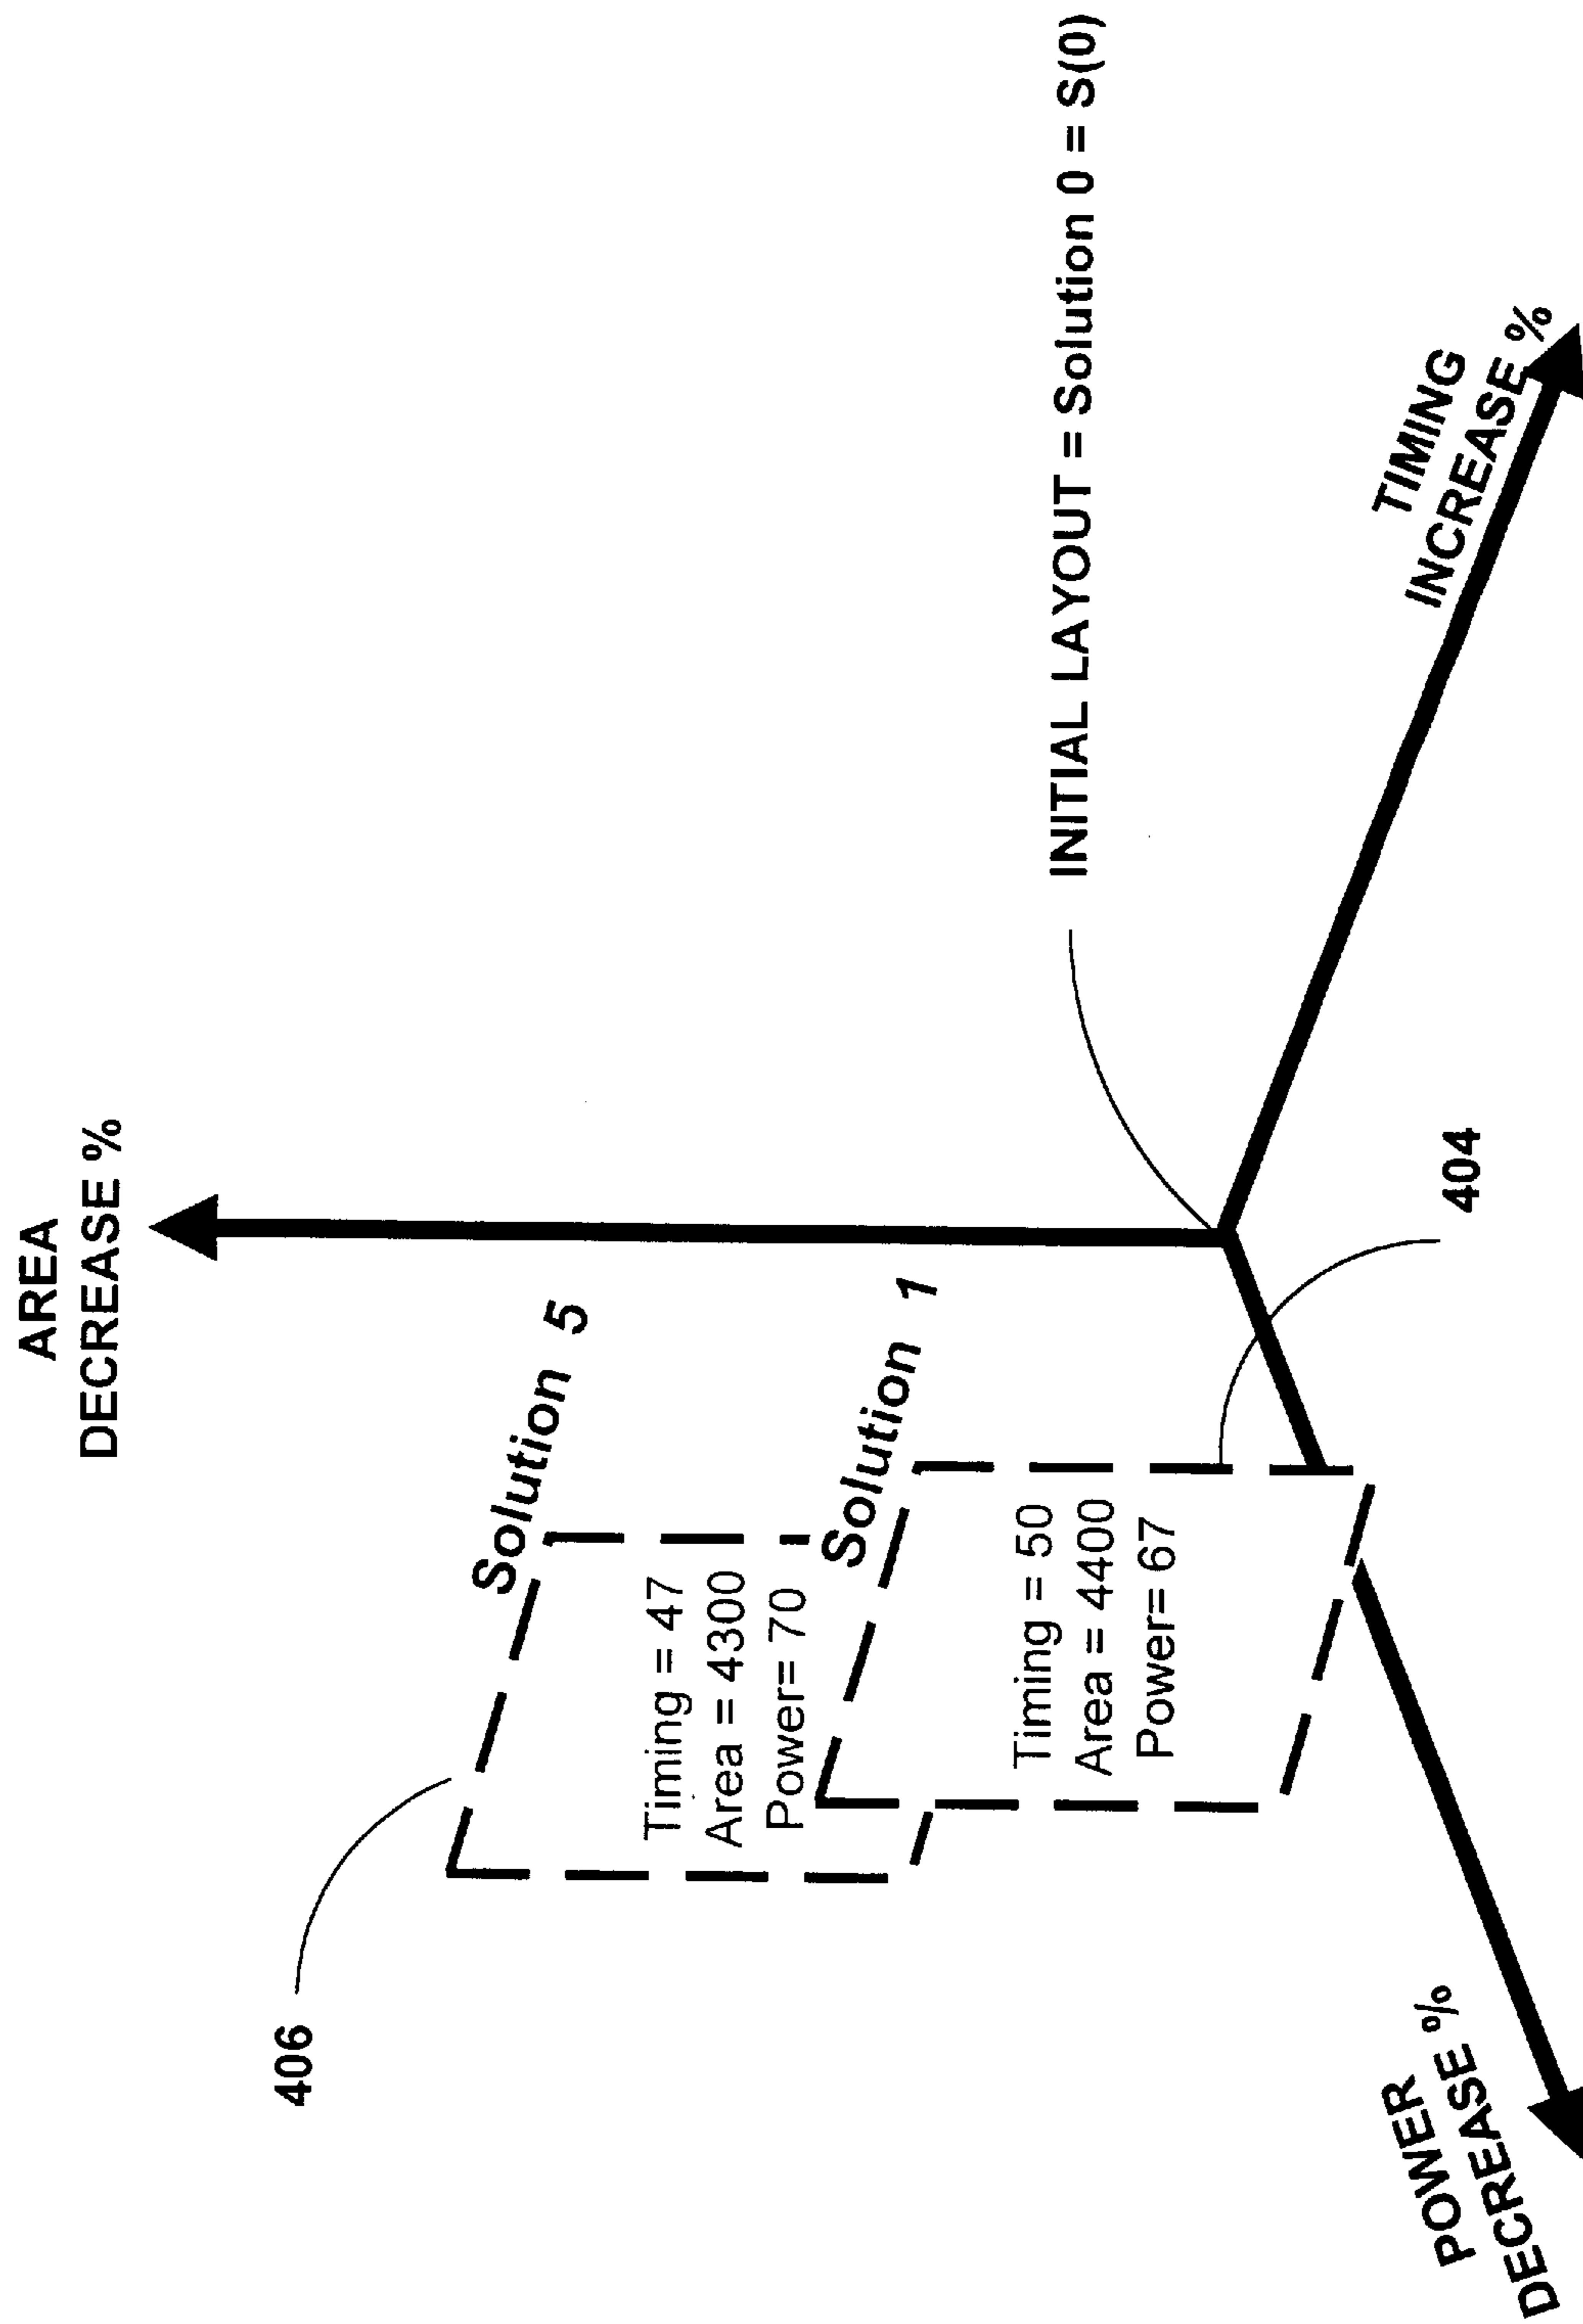 AREA
DECREASE %
INITIAL LAYOUT = Solution 0 = S(0)
Solution 5
Timing = 47
Area = 4300
Power= 70
Solution 1
Timing = 50
Area = 4400
Power= 67
406
404
POWER
DECREASE %
TIMING
INCREASE %